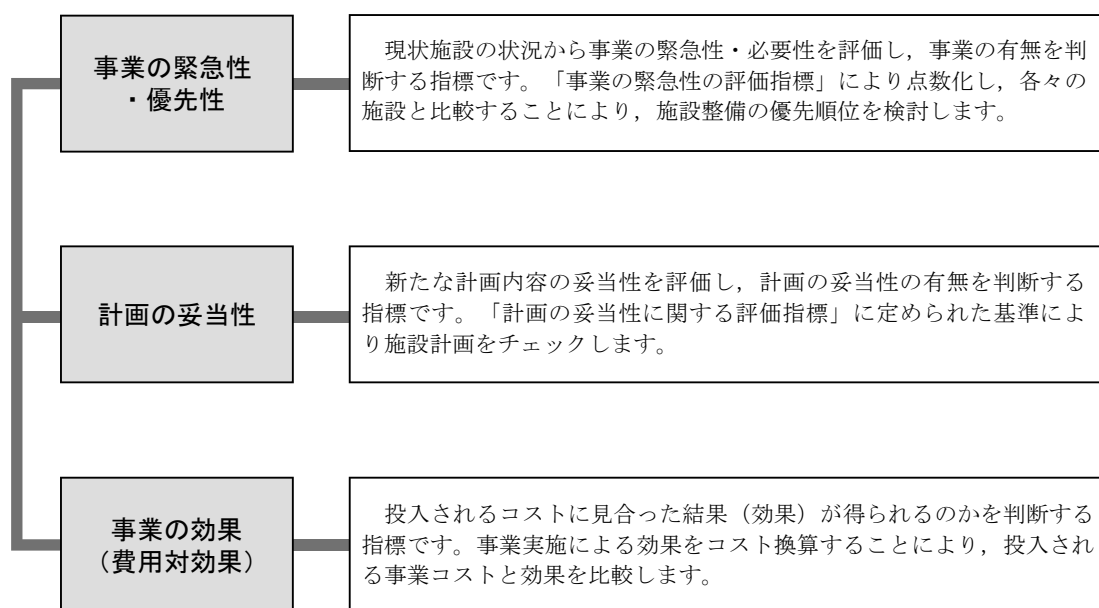 事業の緊急性
・優先性
現状施設の状況から事業の緊急性・必要性を評価し，事業の有無を判
断する指標です。「事業の緊急性の評価指標」により点数化し，各々の
施設と比較することにより，施設整備の優先順位を検討します。
計画の妥当性
新たな計画内容の妥当性を評価し，計画の妥当性の有無を判断する
指標です。「計画の妥当性に関する評価指標」に定められた基準によ
り施設計画をチェックします。
事業の効果
（費用対効果）
投入されるコストに見合った結果（効果）が得られるのかを判断する
指標です。事業実施による効果をコスト換算することにより，投入され
る事業コストと効果を比較します。